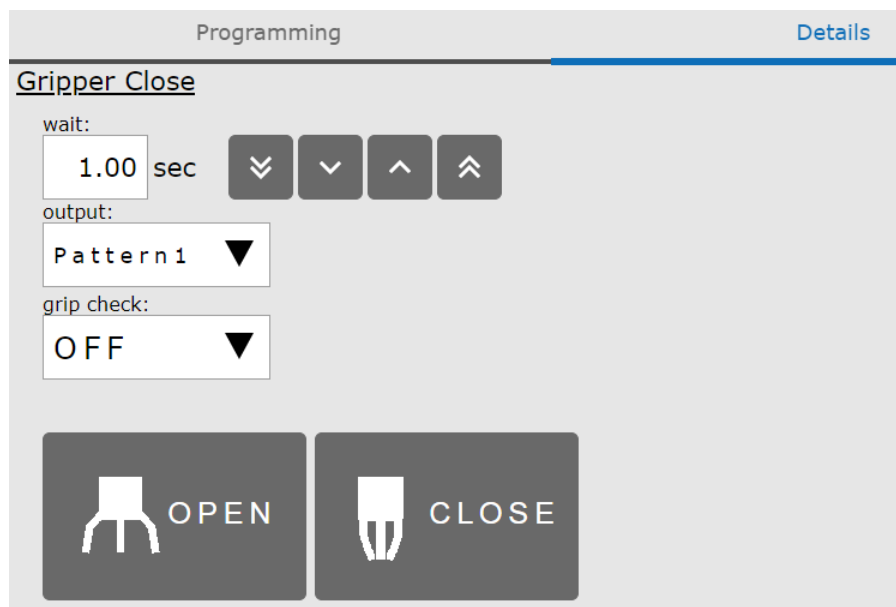 Programming Details
Gripper Close
wait:
1.00 sec
output:
Pattern1
grip check:
OFF
OPEN CLOSE